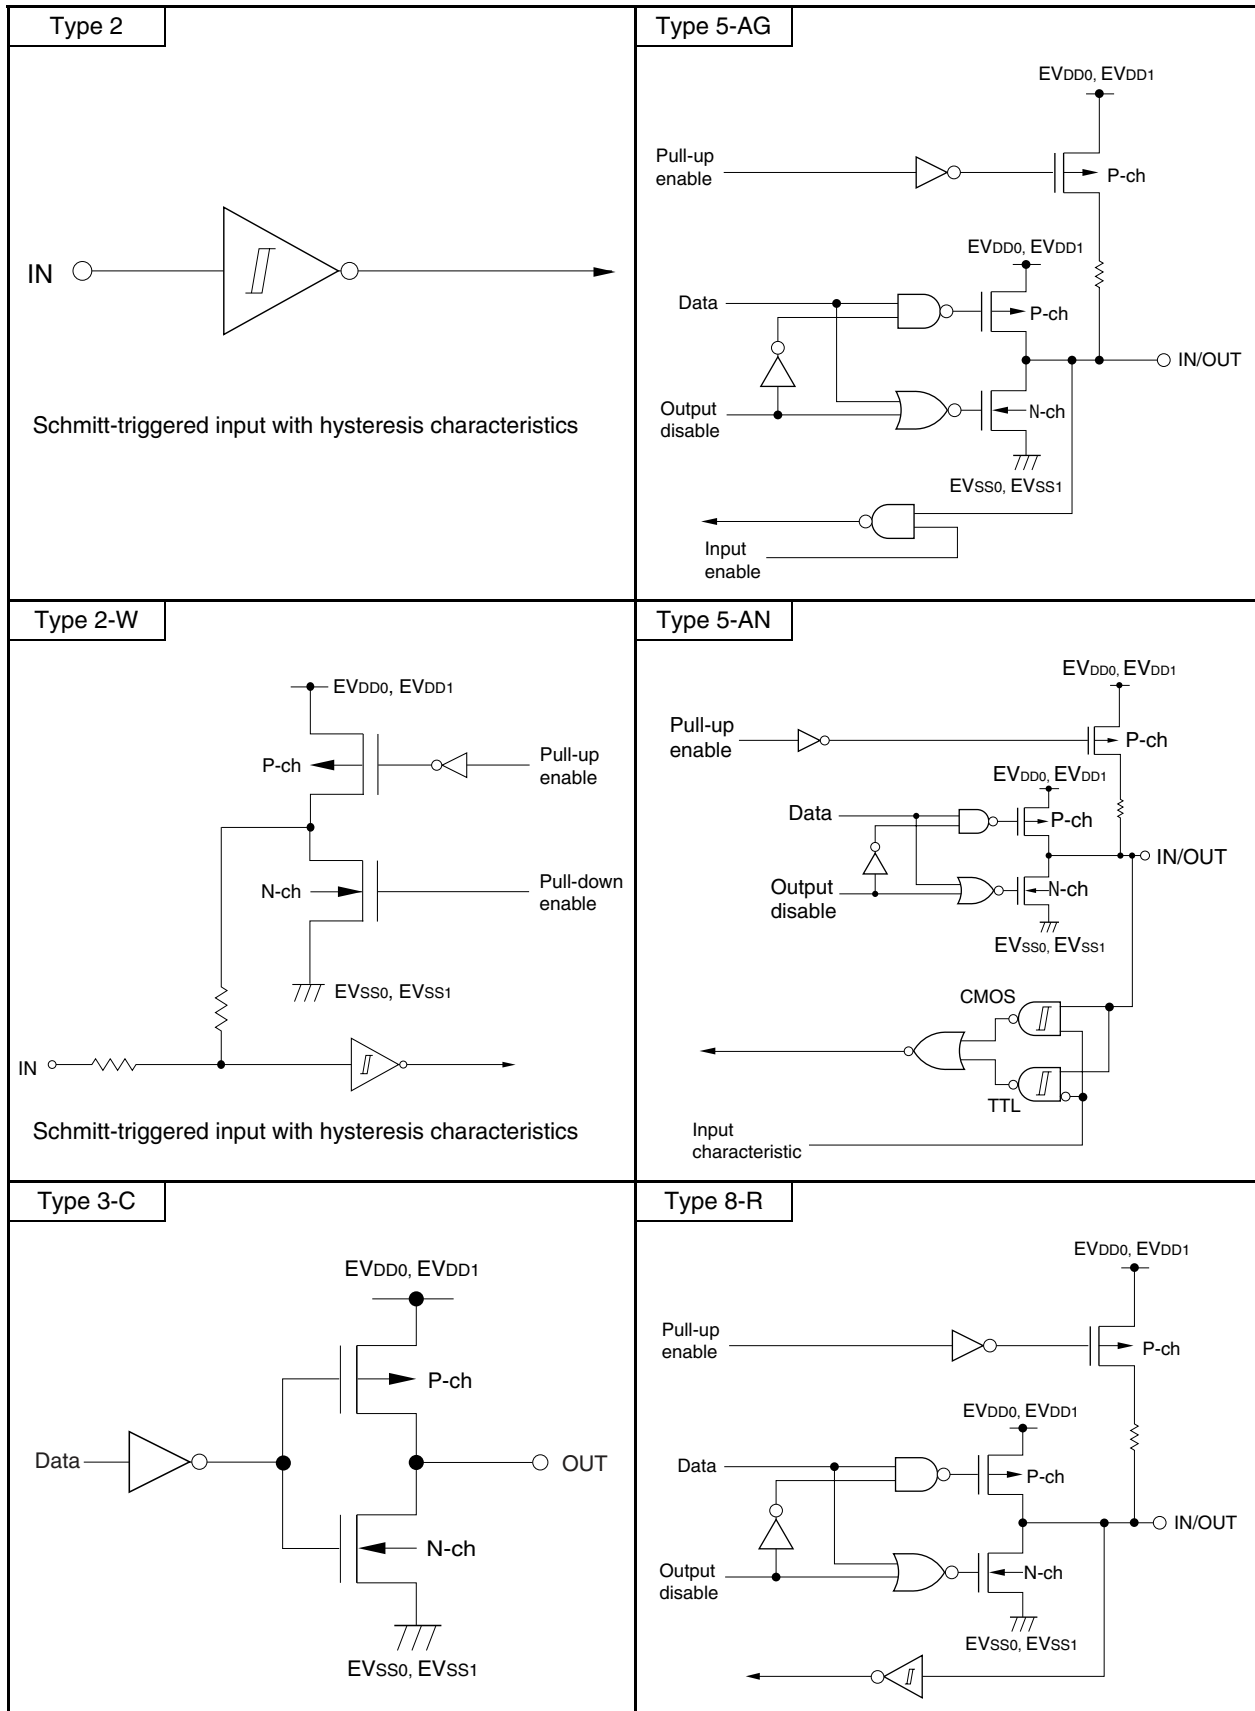 Type 2
IN
Schmitt-triggered input with hysteresis characteristics
Type 5-AG
EVDD0, EVDD1
Pull-up
enable
P-ch
EVDD0, EVDD1
Data
P-ch
IN/OUT
Output
disable
N-ch
EVSS0, EVSS1
Input
enable
Type 2-W
EVDD0, EVDD1
P-ch
Pull-up
enable
N-ch
Pull-down
enable
EVSS0, EVSS1
IN
Schmitt-triggered input with hysteresis characteristics
Type 5-AN
EVDD0, EVDD1
Pull-up
enable
P-ch
EVDD0, EVDD1
Data
P-ch
IN/OUT
Output
disable
N-ch
EVSS0, EVSS1
CMOS
TTL
Input
characteristic
Type 3-C
EVDD0, EVDD1
P-ch
Data
OUT
N-ch
EVSS0, EVSS1
Type 8-R
EVDD0, EVDD1
Pull-up
enable
P-ch
EVDD0, EVDD1
Data
P-ch
IN/OUT
Output
disable
N-ch
EVSS0, EVSS1